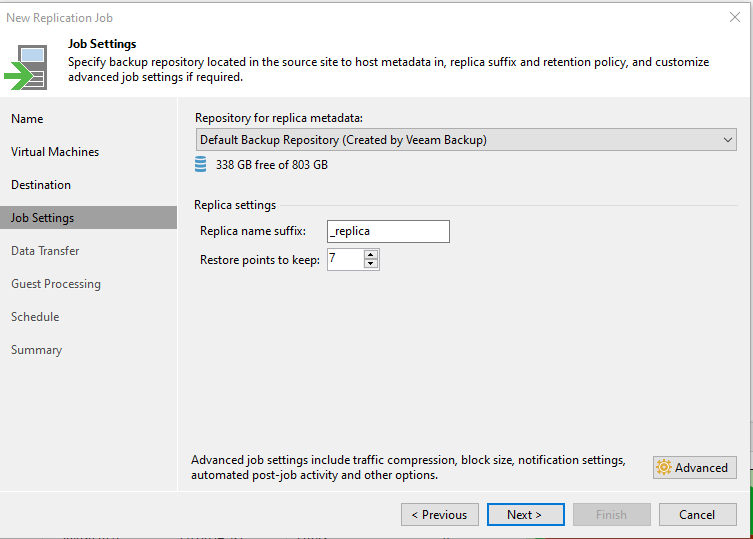 New Replication Job
Job Settings
Specify backup repository located in the source site to host metadata in, replica suffix and retention policy, and customize
advanced job settings if required.
Name
Virtual Machines
Destination
Job Settings
Data Transfer
Guest Processing
Schedule
Summary
Repository for replica metadata:
Default Backup Repository (Created by Veeam Backup)
338 GB free of 803 GB
Replica settings
Replica name suffix:
_replica
Restore points to keep:
7
Advanced job settings include traffic compression, block size, notification settings,
automated post-job activity and other options.
Advanced
< Previous
Next >
Finish
Cancel